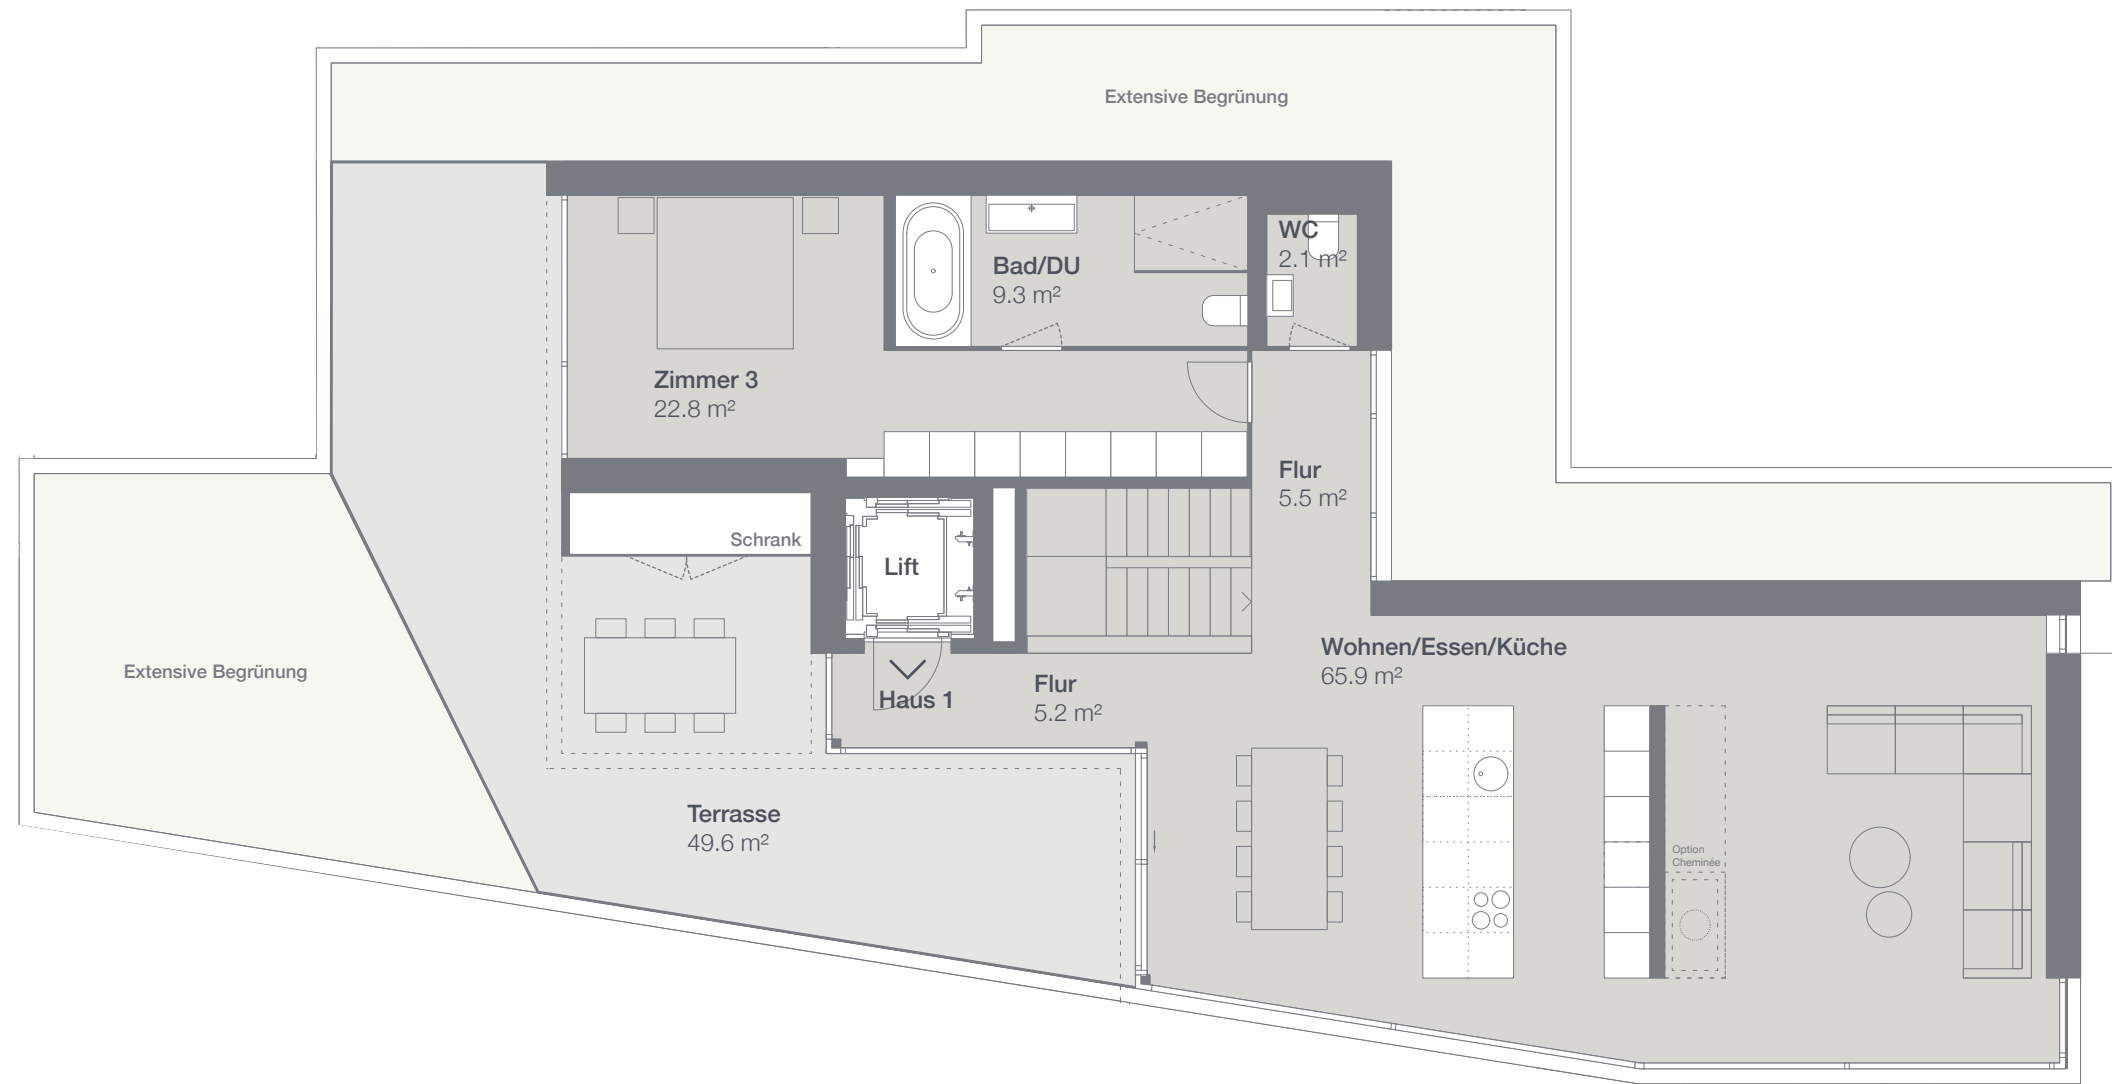 Extensive Begrünung
WC
2.1 m²
Bad/DU
9.3 m²
Zimmer 3
22.8 m²
Flur
5.5 m²
Schrank
Lift
Wohnen/Essen/Küche
65.9 m²
Extensive Begrünung
Haus 1
Flur
5.2 m²
Terrasse
49.6 m²
Option
Cheminée